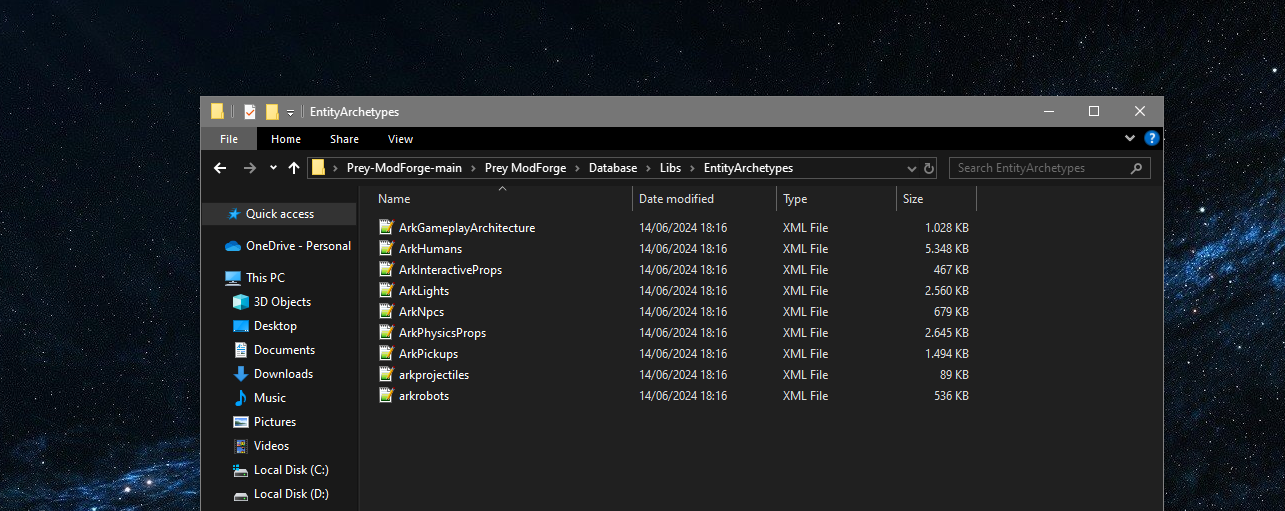 EntityArchetypes
File Home Share View
Prey-ModForge-main Prey ModForge Database Libs EntityArchetypes Search EntityArchetypes
Name Date modified Type Size
Quick access
OneDrive - Personal
This PC
3D Objects
Desktop
Documents
Downloads
Music
Pictures
Videos
Local Disk (C:)
Local Disk (D:)
ArkGameplayArchitecture 14/06/2024 18:16 XML File 1.028 KB
ArkHumans 14/06/2024 18:16 XML File 5.348 KB
ArkInteractiveProps 14/06/2024 18:16 XML File 467 KB
ArkLights 14/06/2024 18:16 XML File 2.560 KB
ArkNpcs 14/06/2024 18:16 XML File 679 KB
ArkPhysicsProps 14/06/2024 18:16 XML File 2.645 KB
ArkPickups 14/06/2024 18:16 XML File 1.494 KB
arkprojectiles 14/06/2024 18:16 XML File 89 KB
arkrobots 14/06/2024 18:16 XML File 536 KB